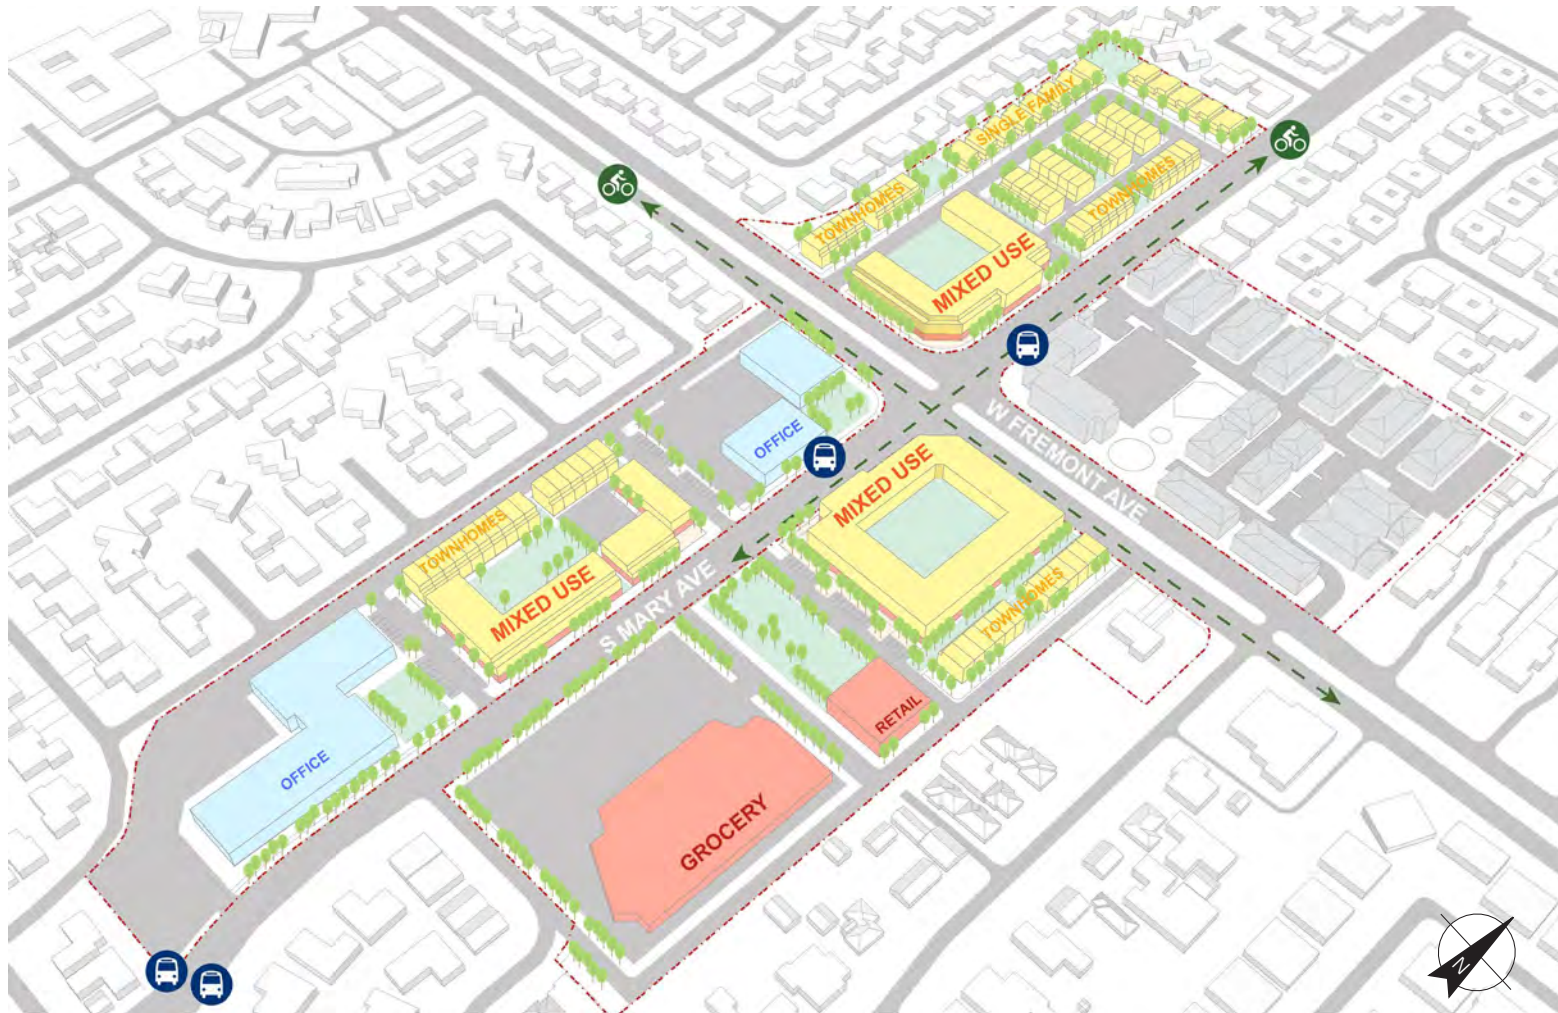 SINGLE FAMILY
TOWNHOMES
TOWNHOMES
MIXED USE
OFFICE
W FREMONT AVE
MIXED USE
TOWNHOMES
MIXED USE
S MARY AVE
TOWNHOMES
OFFICE
RETAIL
GROCERY
N